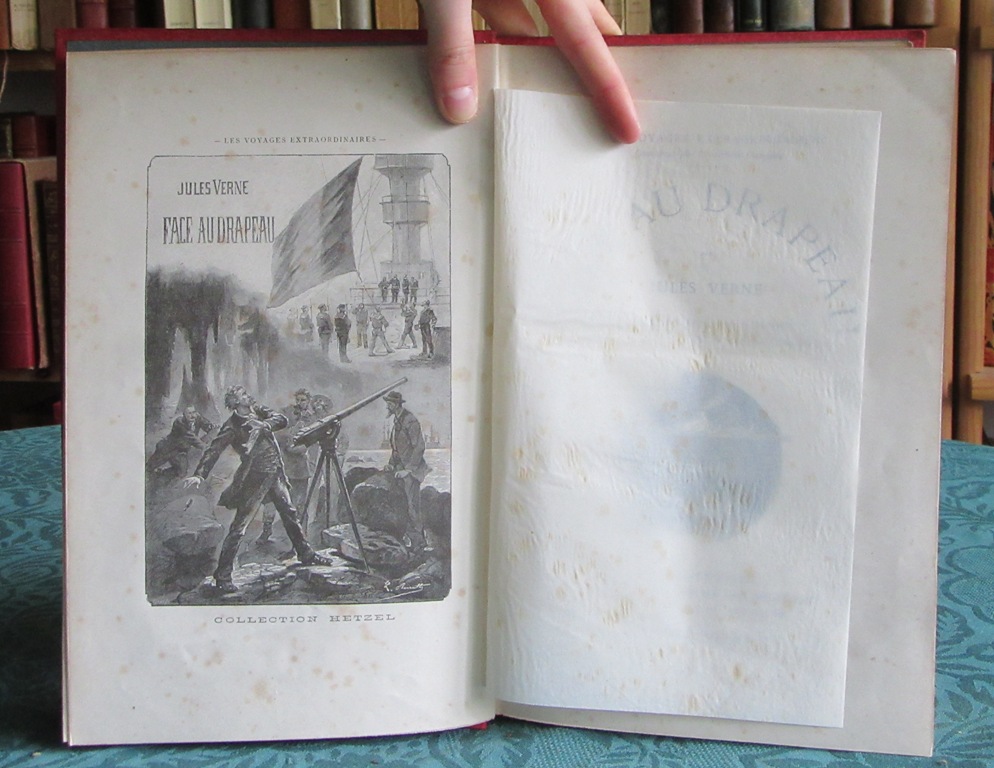 — LES VOYAGES EXTRAORDINAIRES —
JULES VERNE
FACE AU DRAPEAU
COLLECTION HETZEL
AU DRAPEAU
JULES VERNE